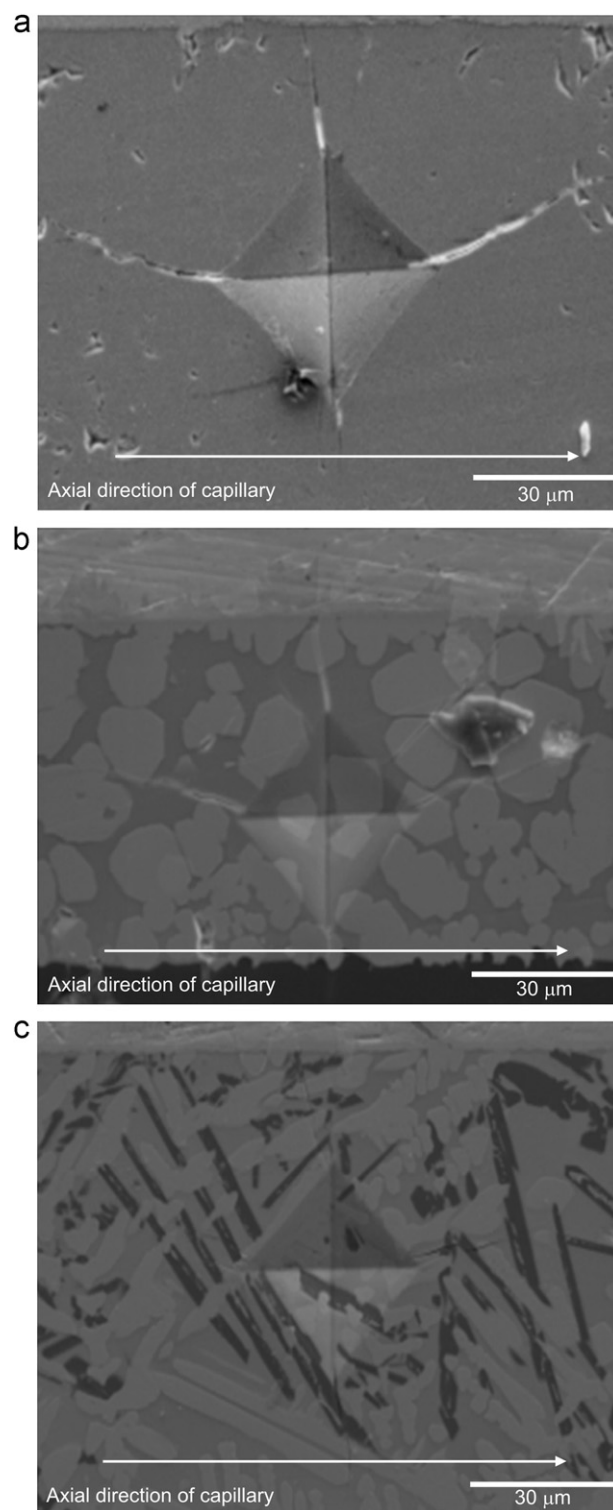 a
Axial direction of capillary
30 μm
b
Axial direction of capillary
30 μm
c
Axial direction of capillary
30 μm